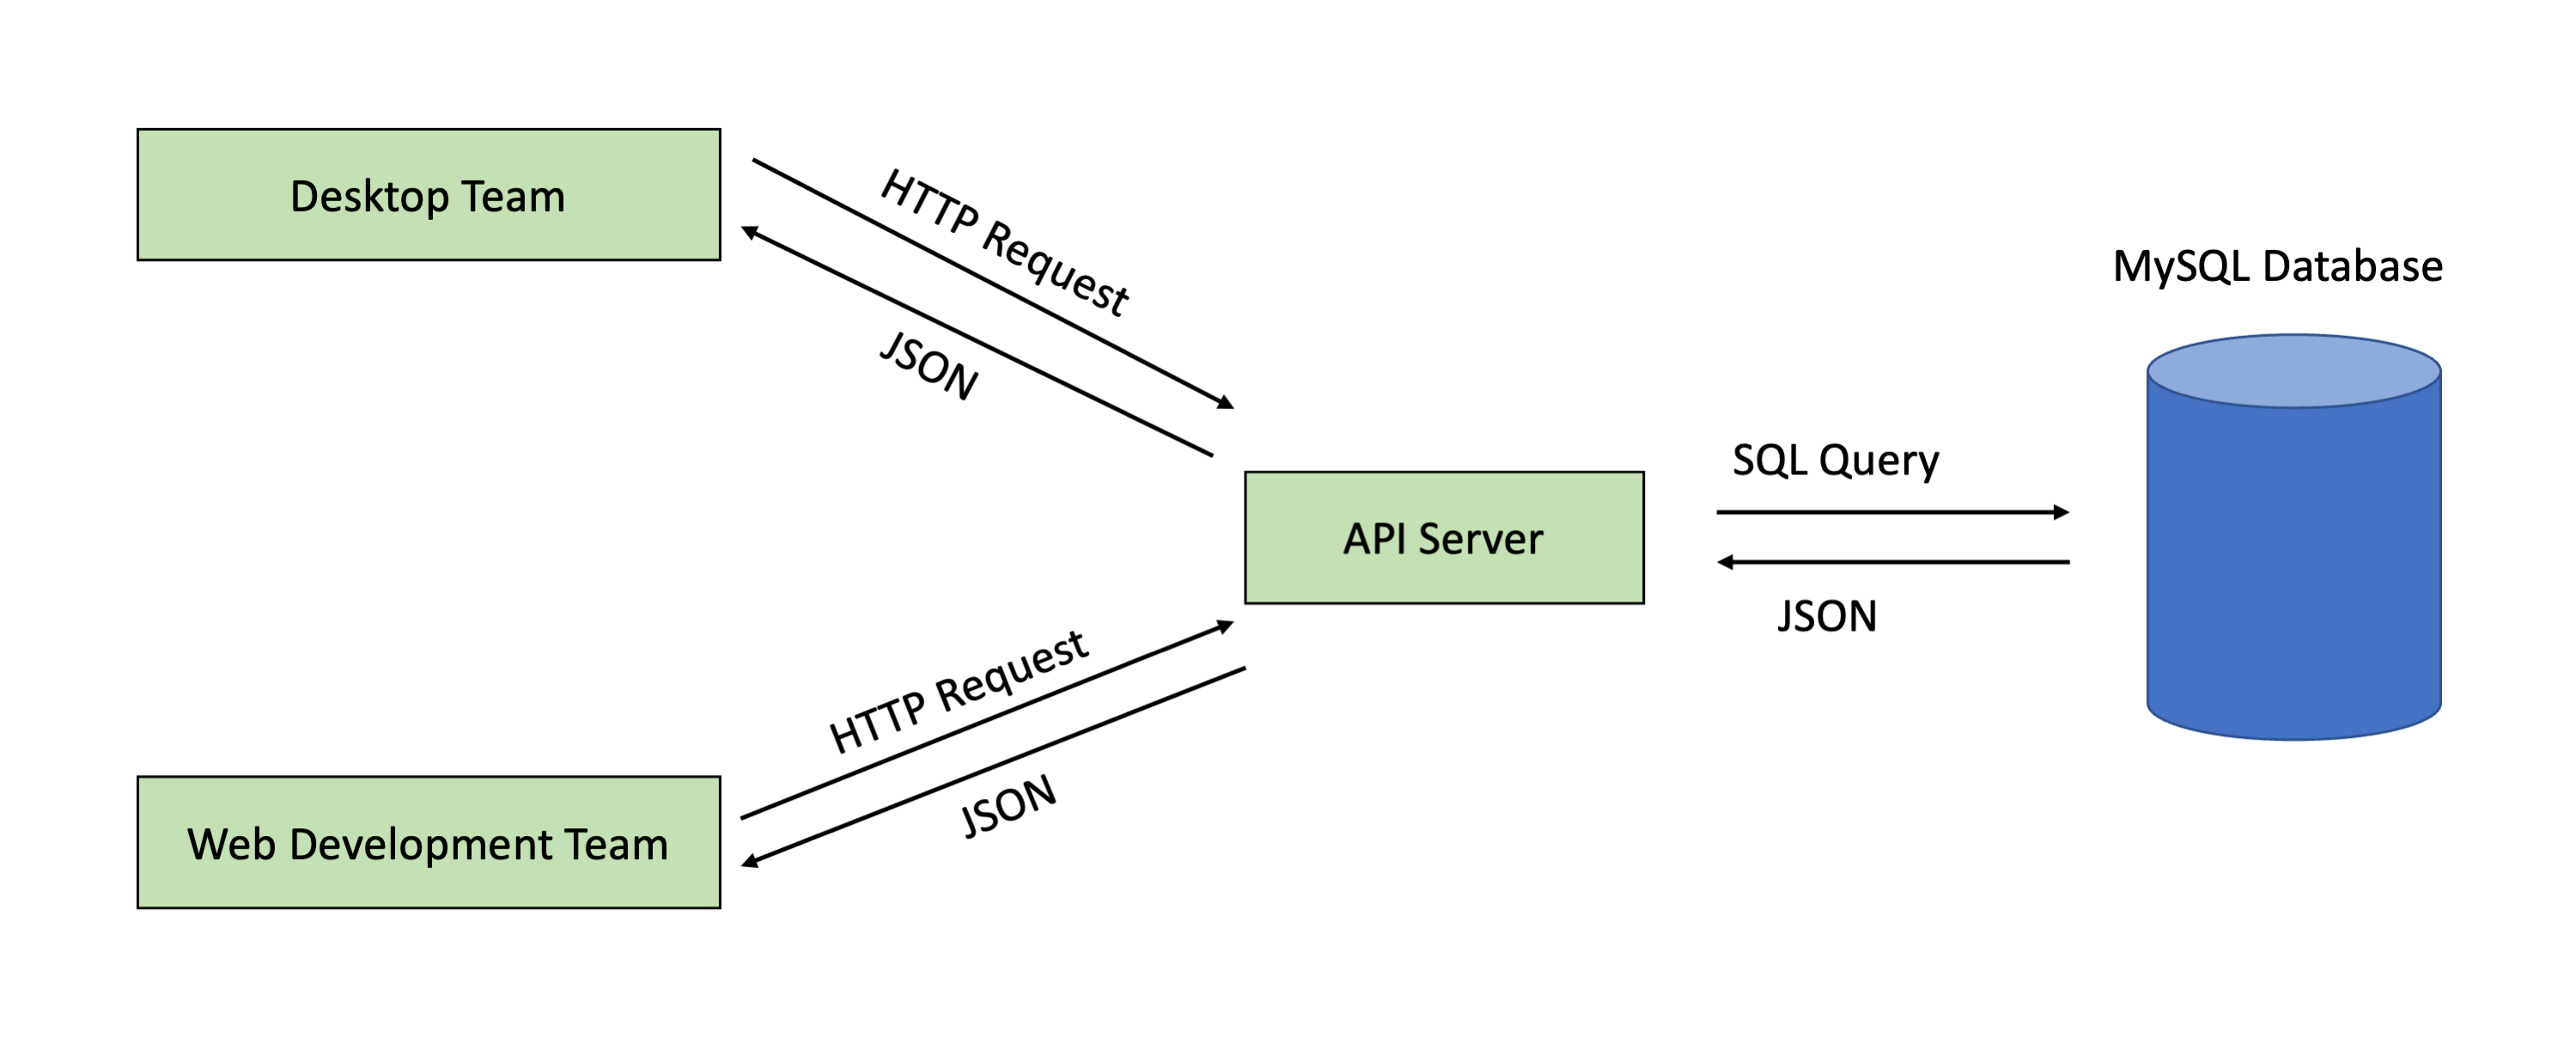 Desktop Team
HTTP Request
JSON
MySQL Database
SQL Query
API Server
JSON
HTTP Request
JSON
Web Development Team